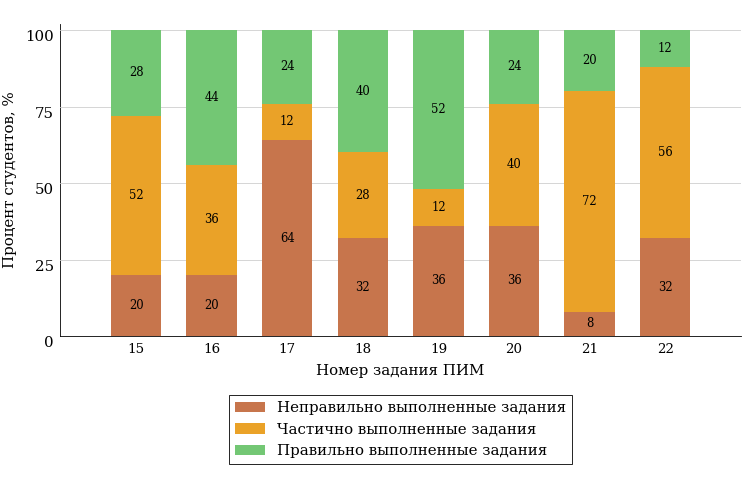 Процент студентов, %
100
75
50
25
0
28 44 24 40 52 24 20 12
52 36 12 28 12 40 72 56
20 20 64 32 36 36 8 32
15 16 17 18 19 20 21 22
Номер задания ПИМ
Неправильно выполненные задания
Частично выполненные задания
Правильно выполненные задания